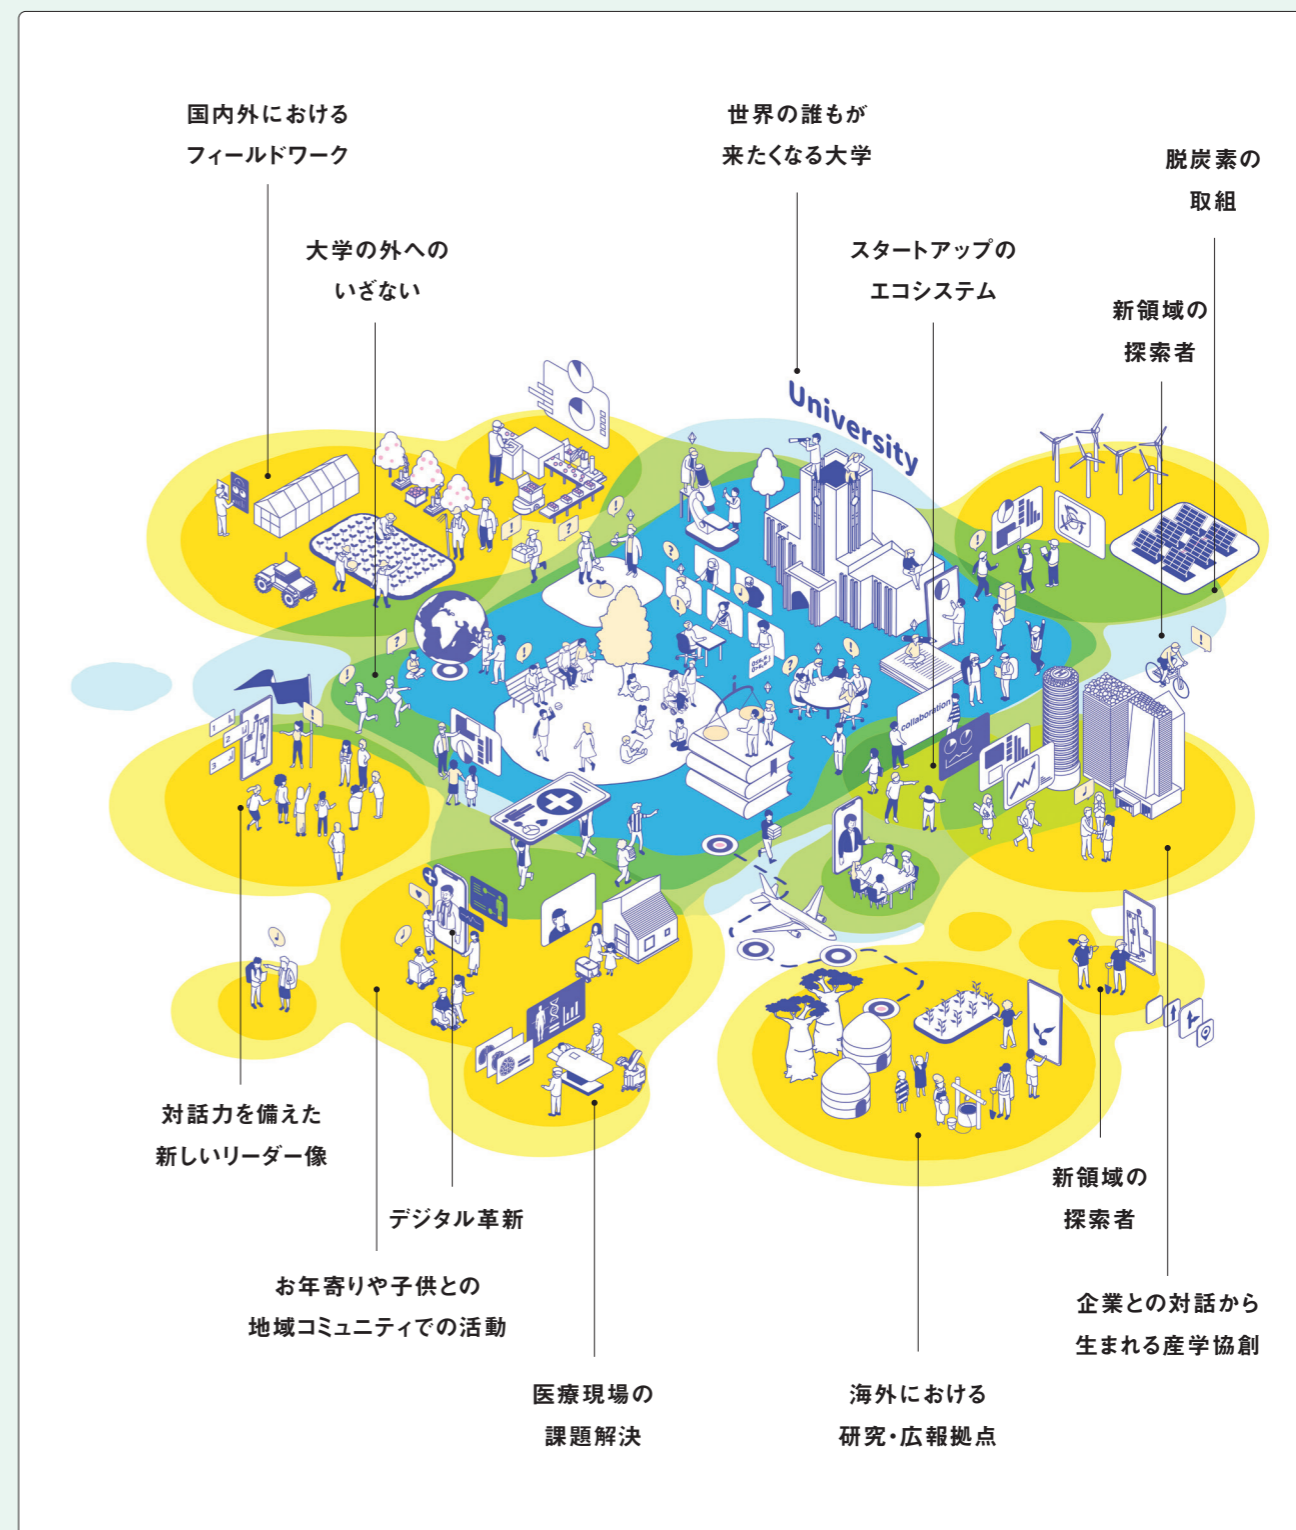 国内外における
フィールドワーク
世界の誰もが
来たくなる大学
脱炭素の
取組
大学の外への
いざない
スタートアップの
エコシステム
新領域の
探索者
University
collaboration
対話力を備えた
新しいリーダー像
デジタル革新
お年寄りや子供との
地域コミュニティでの活動
医療現場の
課題解決
海外における
研究・広報拠点
新領域の
探索者
企業との対話から
生まれる産学協創